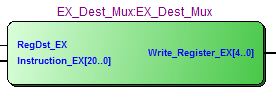 EX_Dest_Mux:EX_Dest_Mux
RegDst_EX
Write_Register_EX[4..0]
Instruction_EX[20..0]